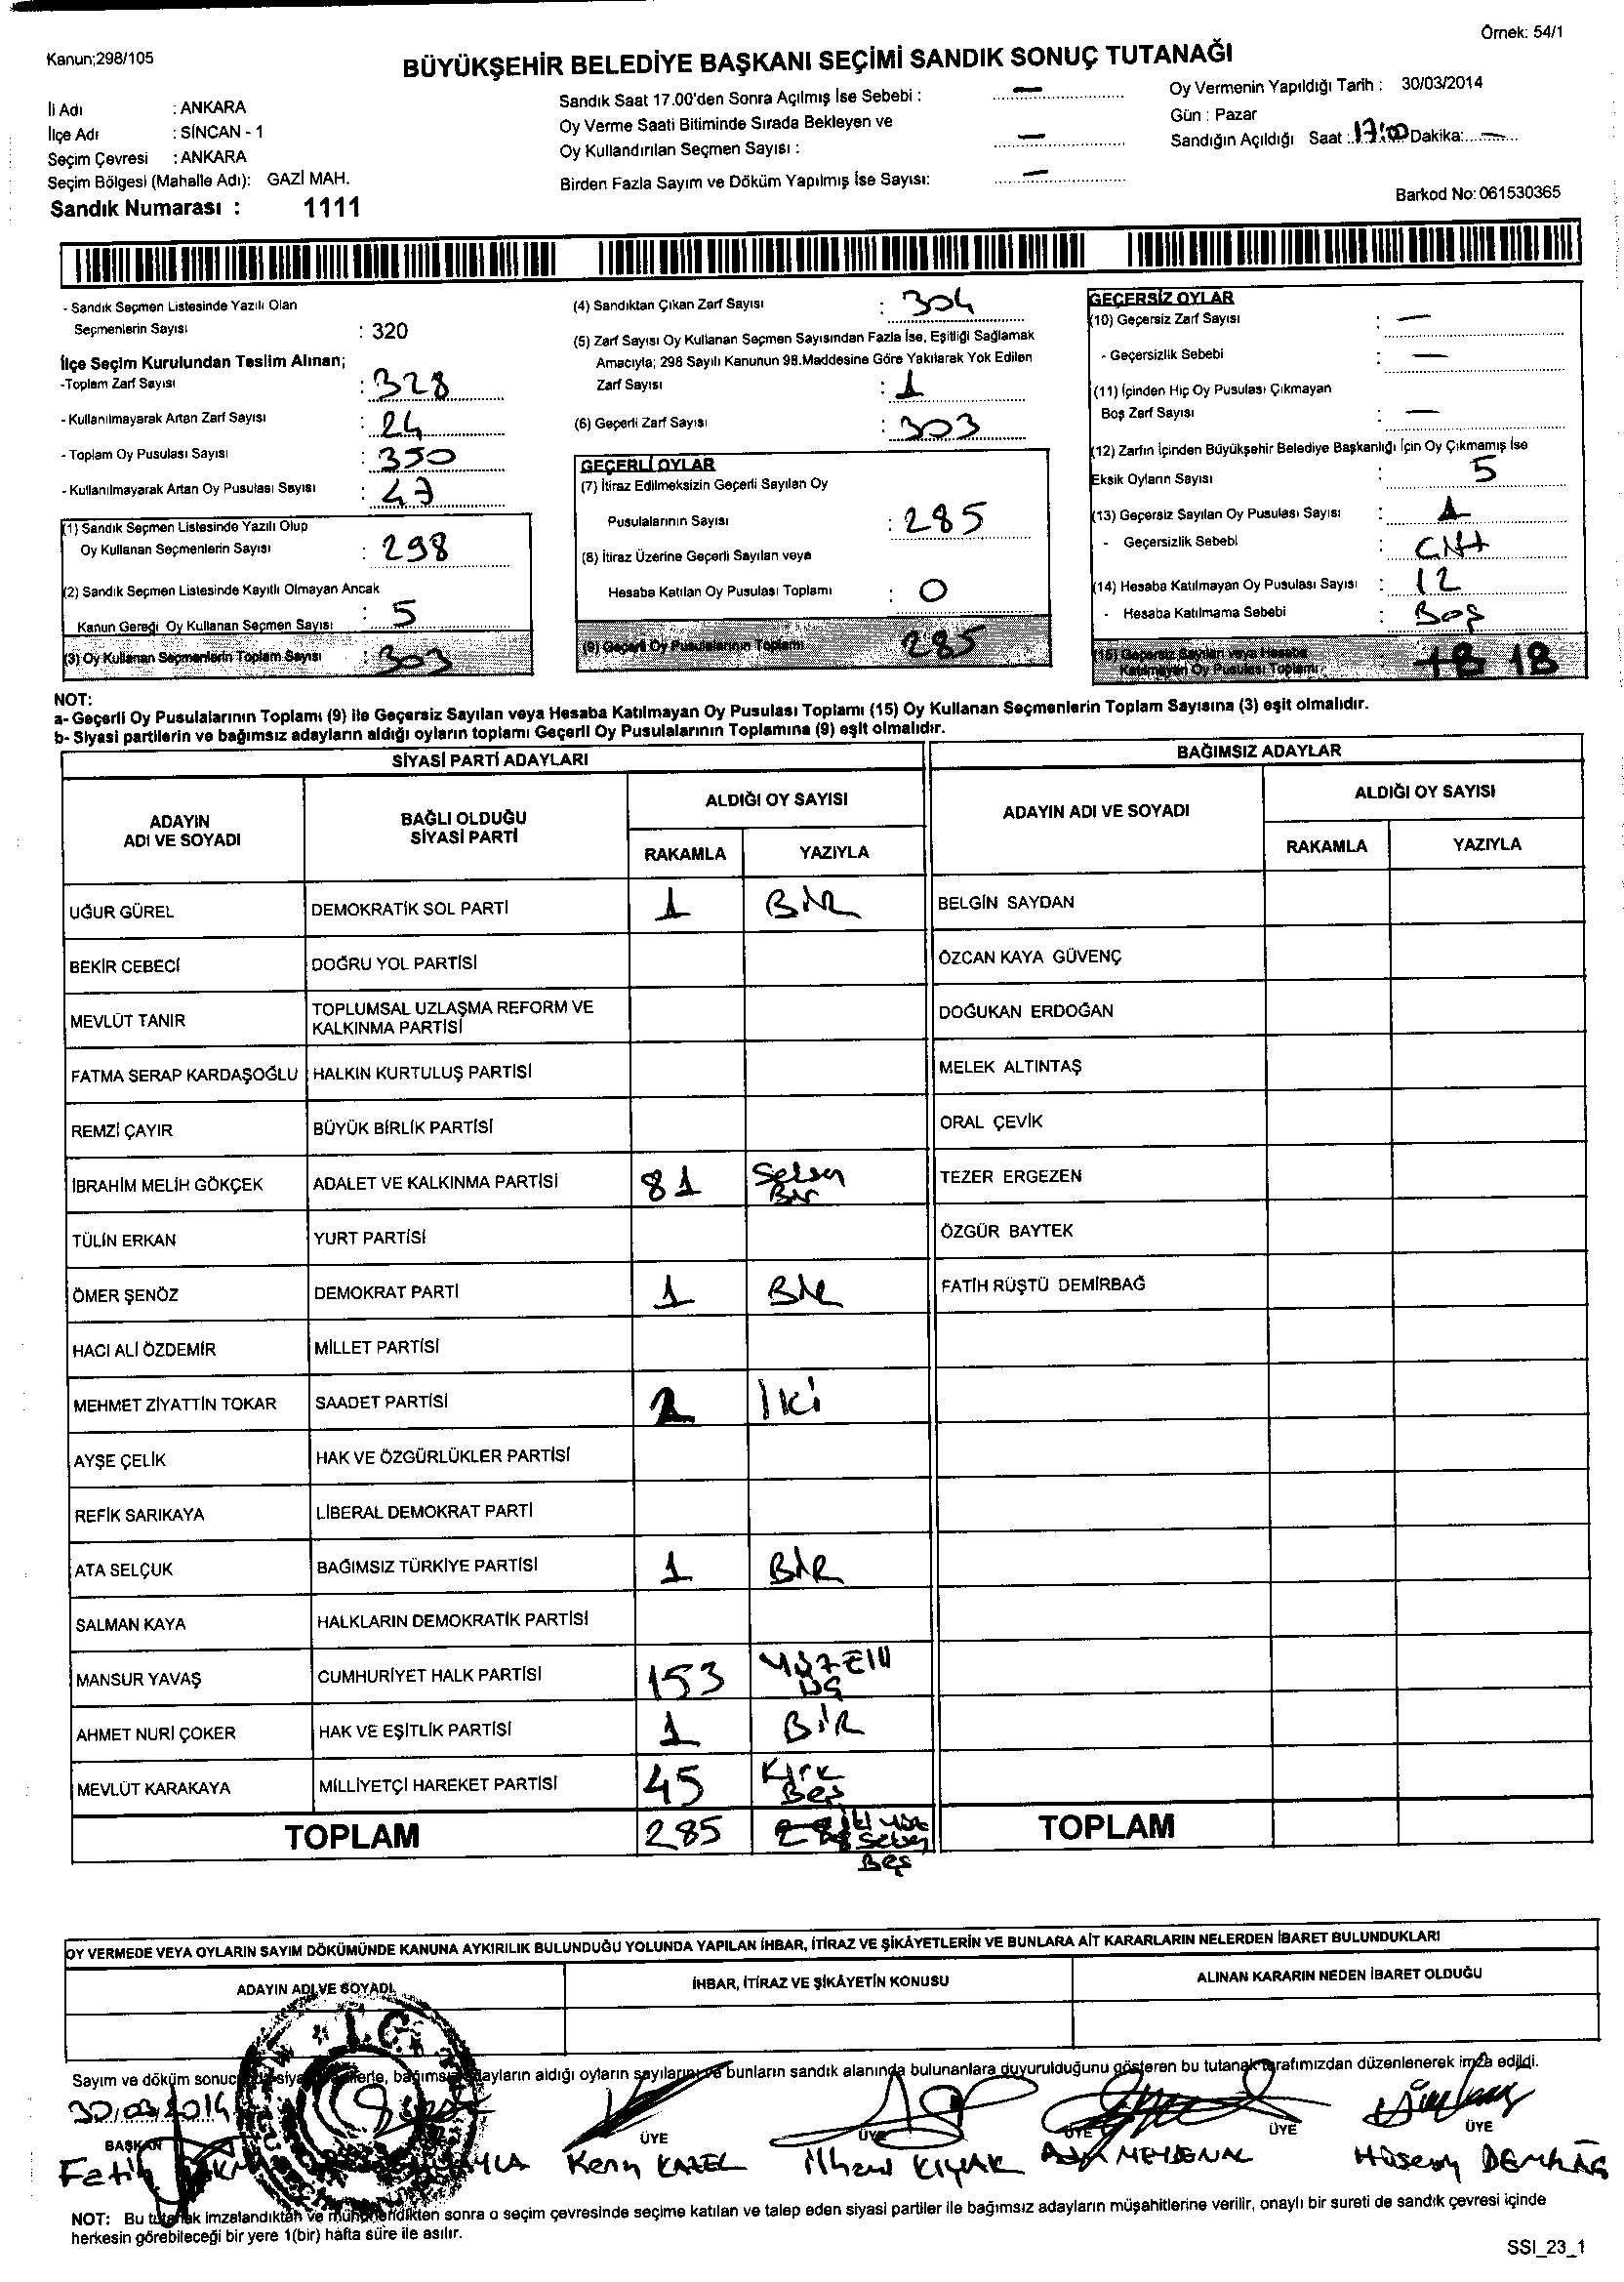 Örnek: 54/1
Kanun;298/105
BÜYÜKŞEHİR BELEDİYE BAŞKANI SEÇİMİ SANDIK SONUÇ TUTANAĞI
İli Adı : ANKARA
İlçe Adı : SİNCAN - 1
Seçim Çevresi : ANKARA
Seçim Bölgesi (Mahalle Adı): GAZİ MAH.
Sandık Numarası : 1111
Sandık Saat 17.00'den Sonra Açılmış İse Sebebi : —
Oy Verme Saati Bitiminde Sırada Bekleyen ve
Oy Kullandırılan Seçmen Sayısı : —
Birden Fazla Sayım ve Döküm Yapılmış İse Sayısı: —
Oy Vermenin Yapıldığı Tarih : 30/03/2014
Gün : Pazar
Sandığın Açıldığı Saat : 17:00 Dakika: —
Barkod No: 061530365
- Sandık Seçmen Listesinde Yazılı Olan
Seçmenlerin Sayısı : 320
İlçe Seçim Kurulundan Teslim Alınan;
-Toplam Zarf Sayısı : 328
- Kullanılmayarak Artan Zarf Sayısı : 24
- Toplam Oy Pusulası Sayısı : 350
- Kullanılmayarak Artan Oy Pusulası Sayısı : 47
(1) Sandık Seçmen Listesinde Yazılı Olup
Oy Kullanan Seçmenlerin Sayısı : 298
(2) Sandık Seçmen Listesinde Kayıtlı Olmayan Ancak
Kanun Gereği Oy Kullanan Seçmen Sayısı : 5
(3) Oy Kullanan Seçmenlerin Toplam Sayısı : 303
(4) Sandıktan Çıkan Zarf Sayısı : 304
(5) Zarf Sayısı Oy Kullanan Seçmen Sayısından Fazla İse, Eşitliği Sağlamak
Amacıyla; 298 Sayılı Kanunun 98.Maddesine Göre Yakılarak Yok Edilen
Zarf Sayısı : 1
(6) Geçerli Zarf Sayısı : 303
GEÇERLİ OYLAR
(7) İtiraz Edilmeksizin Geçerli Sayılan Oy
Pusulalarının Sayısı : 285
(8) İtiraz Üzerine Geçerli Sayılan veya
Hesaba Katılan Oy Pusulası Toplamı : 0
(9) Geçerli Oy Pusulalarının Toplamı 285
GEÇERSİZ OYLAR
(10) Geçersiz Zarf Sayısı : —
- Geçersizlik Sebebi : —
(11) İçinden Hiç Oy Pusulası Çıkmayan
Boş Zarf Sayısı : —
(12) Zarfın İçinden Büyükşehir Belediye Başkanlığı İçin Oy Çıkmamış İse
Eksik Oyların Sayısı : 5
(13) Geçersiz Sayılan Oy Pusulası Sayısı : 1
- Geçersizlik Sebebi :
(14) Hesaba Katılmayan Oy Pusulası Sayısı : 12
- Hesaba Katılmama Sebebi : Boş
(15) Geçersiz Sayılan veya Hesaba
Katılmayan Oy Pusulası Toplamı : 18 18
NOT:
a- Geçerli Oy Pusulalarının Toplamı (9) ile Geçersiz Sayılan veya Hesaba Katılmayan Oy Pusulası Toplamı (15) Oy Kullanan Seçmenlerin Toplam Sayısına (3) eşit olmalıdır.
b- Siyasi partilerin ve bağımsız adayların aldığı oyların toplamı Geçerli Oy Pusulalarının Toplamına (9) eşit olmalıdır.
SİYASİ PARTİ ADAYLARI
ADAYIN
ADI VE SOYADI
BAĞLI OLDUĞU
SİYASİ PARTİ
ALDIĞI OY SAYISI
RAKAMLA YAZIYLA
UĞUR GÜREL DEMOKRATİK SOL PARTİ 1 BİR
BEKİR CEBECİ DOĞRU YOL PARTİSİ
MEVLÜT TANIR TOPLUMSAL UZLAŞMA REFORM VE
KALKINMA PARTİSİ
FATMA SERAP KARDAŞOĞLU HALKIN KURTULUŞ PARTİSİ
REMZİ ÇAYIR BÜYÜK BİRLİK PARTİSİ
İBRAHİM MELİH GÖKÇEK ADALET VE KALKINMA PARTİSİ 81 Seksen
Bir
TÜLİN ERKAN YURT PARTİSİ
ÖMER ŞENÖZ DEMOKRAT PARTİ 1 BİR
HACI ALİ ÖZDEMİR MİLLET PARTİSİ
MEHMET ZİYATTİN TOKAR SAADET PARTİSİ 2 İki
AYŞE ÇELİK HAK VE ÖZGÜRLÜKLER PARTİSİ
REFİK SARIKAYA LİBERAL DEMOKRAT PARTİ
ATA SELÇUK BAĞIMSIZ TÜRKİYE PARTİSİ 1 BİR
SALMAN KAYA HALKLARIN DEMOKRATİK PARTİSİ
MANSUR YAVAŞ CUMHURİYET HALK PARTİSİ 153 YÜZELLİ
ÜÇ
AHMET NURİ ÇOKER HAK VE EŞİTLİK PARTİSİ 1 BİR
MEVLÜT KARAKAYA MİLLİYETÇİ HAREKET PARTİSİ 45 Kırk
Beş
TOPLAM 285 İki Yüz
Seksen
Beş
BAĞIMSIZ ADAYLAR
ADAYIN ADI VE SOYADI
ALDIĞI OY SAYISI
RAKAMLA YAZIYLA
BELGİN SAYDAN
ÖZCAN KAYA GÜVENÇ
DOĞUKAN ERDOĞAN
MELEK ALTINTAŞ
ORAL ÇEVİK
TEZER ERGEZEN
ÖZGÜR BAYTEK
FATİH RÜŞTÜ DEMİRBAĞ
TOPLAM
OY VERMEDE VEYA OYLARIN SAYIM DÖKÜMÜNDE KANUNA AYKIRILIK BULUNDUĞU YOLUNDA YAPILAN İHBAR, İTİRAZ VE ŞİKÂYETLERİN VE BUNLARA AİT KARARLARIN NELERDEN İBARET BULUNDUKLARI
ADAYIN ADI VE SOYADI İHBAR, İTİRAZ VE ŞİKÂYETİN KONUSU ALINAN KARARIN NEDEN İBARET OLDUĞU
T.C.
Sayım ve döküm aldığı oyların sayılarını ve bunların sandık alanında bulunanlara duyurulduğunu gösteren bu tutanak tarafımızdan düzenlenerek imza edildi.
30/03/2014
BAŞKAN ÜYE ÜYE ÜYE ÜYE ÜYE
Fatih KAZEL İlhami KIYAK Hüseyin
NOT: Bu tutanak imzalandıktan ve mühürlendikten sonra o seçim çevresinde seçime katılan ve talep eden siyasi partiler ile bağımsız adayların müşahitlerine verilir, onaylı bir sureti de sandık çevresi içinde
herkesin görebileceği bir yere 1(bir) hafta süre ile asılır.
SSI_23_1